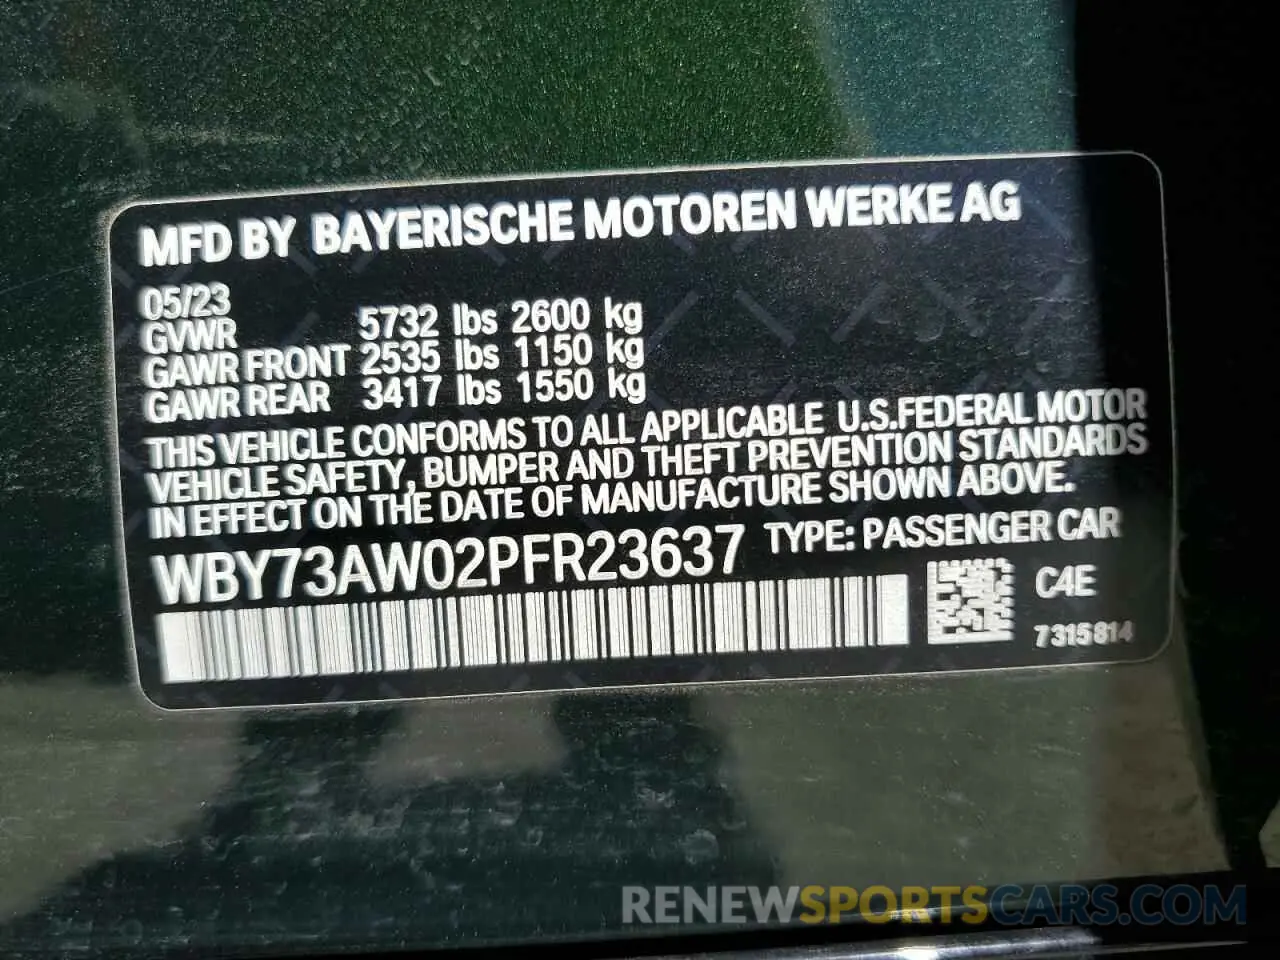 MFD BY BAYERISCHE MOTOREN WERKE AG
05/23
GVWR 5732 lbs 2600 kg
GAWR FRONT 2535 lbs 1150 kg
GAWR REAR 3417 lbs 1550 kg
THIS VEHICLE CONFORMS TO ALL APPLICABLE U.S.FEDERAL MOTOR
VEHICLE SAFETY, BUMPER AND THEFT PREVENTION STANDARDS
IN EFFECT ON THE DATE OF MANUFACTURE SHOWN ABOVE.
WBY73AW02PFR23637 TYPE: PASSENGER CAR
C4E
7315814
RENEWSPORTSCARS.COM